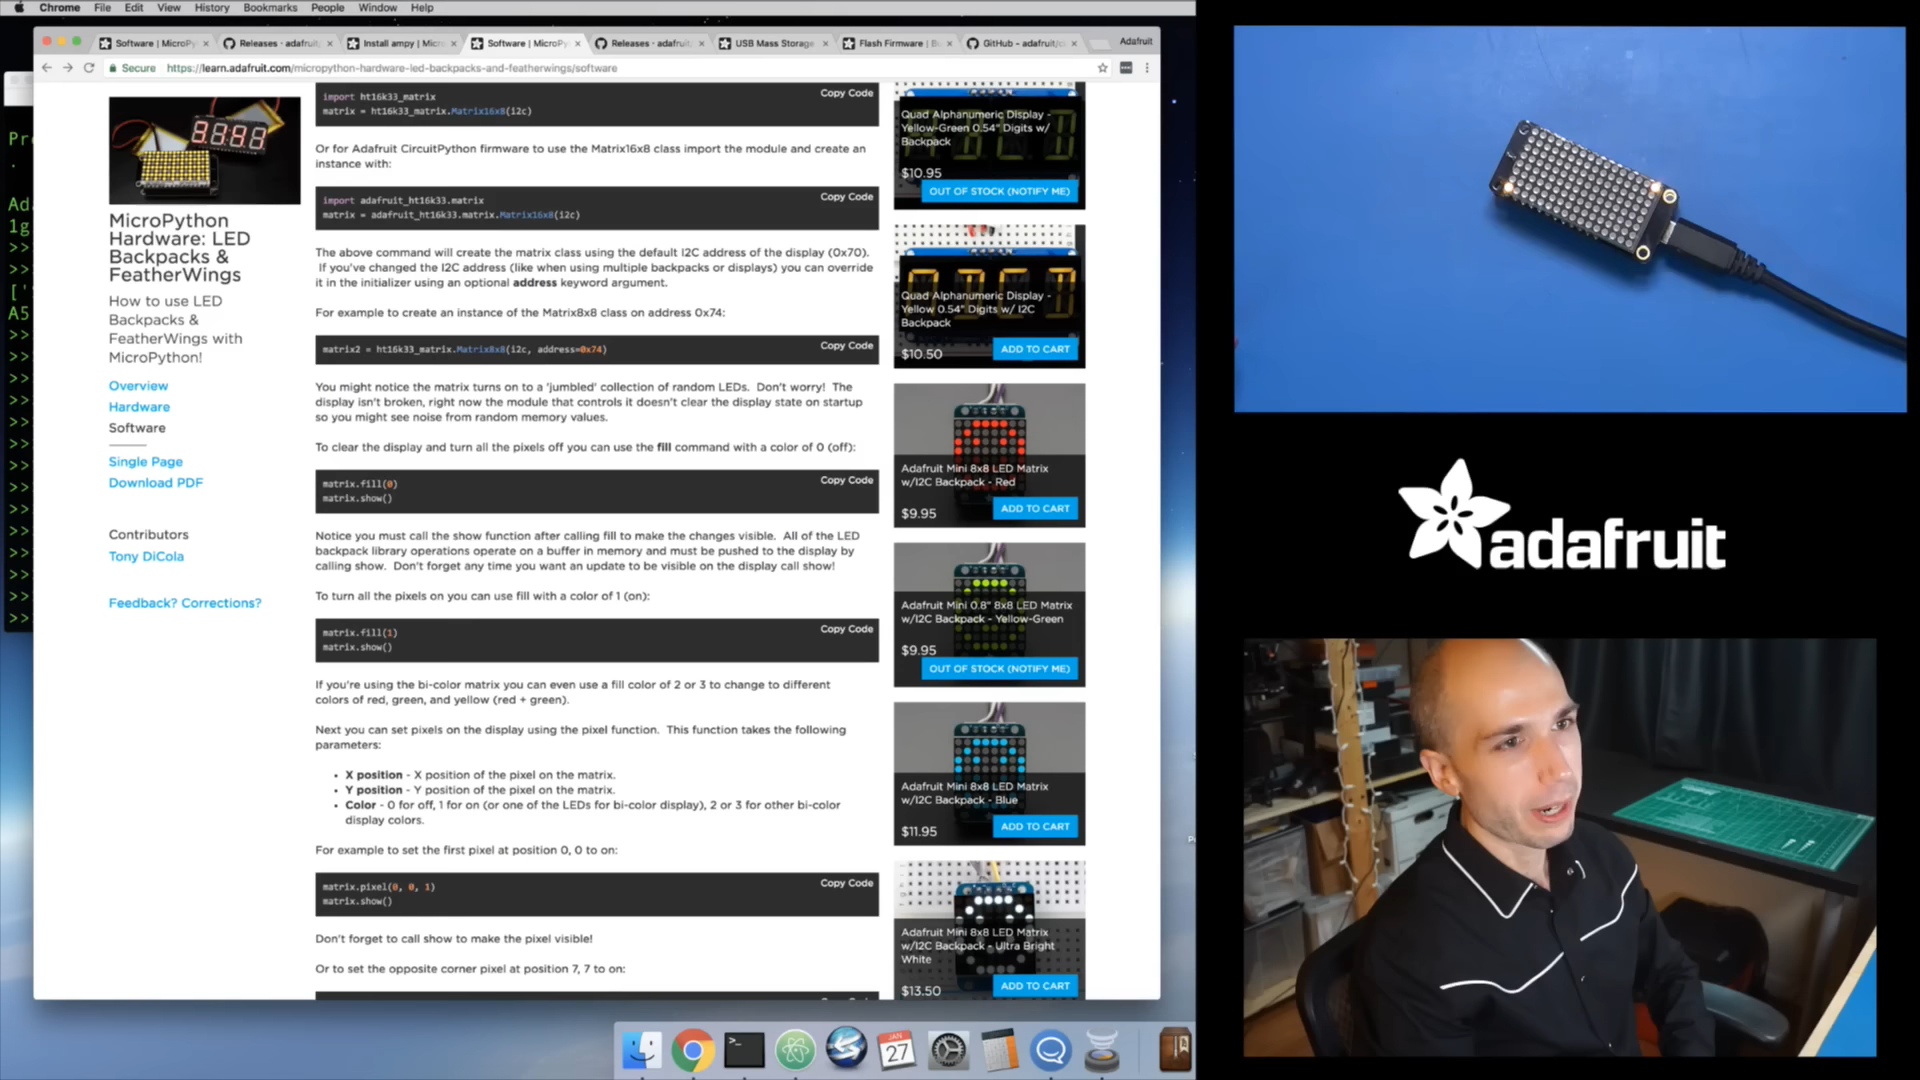 Chrome File Edit View History Bookmarks People Window Help
Software | MicroPy
Releases · adafruit
Install ampy | Micr
Software | MicroPy
Releases · adafruit
USB Mass Storage
Flash Firmware | B
GitHub - adafruit/c
Adafruit
Secure https://learn.adafruit.com/micropython-hardware-led-backpacks-and-featherwings/software
MicroPython
Hardware: LED
Backpacks &
FeatherWings
How to use LED
Backpacks &
FeatherWings with
MicroPython!
Overview
Hardware
Software
Single Page
Download PDF
Contributors
Tony DiCola
Feedback? Corrections?
import ht16k33_matrix
matrix = ht16k33_matrix.Matrix16x8(i2c)
Copy Code
Or for Adafruit CircuitPython firmware to use the Matrix16x8 class import the module and create an
instance with:
import adafruit_ht16k33.matrix
matrix = adafruit_ht16k33.matrix.Matrix16x8(i2c)
Copy Code
The above command will create the matrix class using the default I2C address of the display (0x70).
If you've changed the I2C address (like when using multiple backpacks or displays) you can override
it in the initializer using an optional address keyword argument.
For example to create an instance of the Matrix8x8 class on address 0x74:
matrix2 = ht16k33_matrix.Matrix8x8(i2c, address=0x74)
Copy Code
You might notice the matrix turns on to a 'jumbled' collection of random LEDs. Don't worry! The
display isn't broken, right now the module that controls it doesn't clear the display state on startup
so you might see noise from random memory values.
To clear the display and turn all the pixels off you can use the fill command with a color of 0 (off):
matrix.fill(0)
matrix.show()
Copy Code
Notice you must call the show function after calling fill to make the changes visible. All of the LED
backpack library operations operate on a buffer in memory and must be pushed to the display by
calling show. Don't forget any time you want an update to be visible on the display call show!
To turn all the pixels on you can use fill with a color of 1 (on):
matrix.fill(1)
matrix.show()
Copy Code
If you're using the bi-color matrix you can even use a fill color of 2 or 3 to change to different
colors of red, green, and yellow (red + green).
Next you can set pixels on the display using the pixel function. This function takes the following
parameters:
• X position - X position of the pixel on the matrix.
• Y position - Y position of the pixel on the matrix.
• Color - 0 for off, 1 for on (or one of the LEDs for bi-color display), 2 or 3 for other bi-color
display colors.
For example to set the first pixel at position 0, 0 to on:
matrix.pixel(0, 0, 1)
matrix.show()
Copy Code
Don't forget to call show to make the pixel visible!
Or to set the opposite corner pixel at position 7, 7 to on:
Quad Alphanumeric Display -
Yellow-Green 0.54" Digits w/
Backpack
$10.95
OUT OF STOCK (NOTIFY ME)
Quad Alphanumeric Display -
Yellow 0.54" Digits w/ I2C
Backpack
$10.50
ADD TO CART
Adafruit Mini 8x8 LED Matrix
w/I2C Backpack - Red
$9.95
ADD TO CART
Adafruit Mini 0.8" 8x8 LED Matrix
w/I2C Backpack - Yellow-Green
$9.95
OUT OF STOCK (NOTIFY ME)
Adafruit Mini 8x8 LED Matrix
w/I2C Backpack - Blue
$11.95
ADD TO CART
Adafruit Mini 8x8 LED Matrix
w/I2C Backpack - Ultra Bright
White
$13.50
ADD TO CART
JAN
27
adafruit